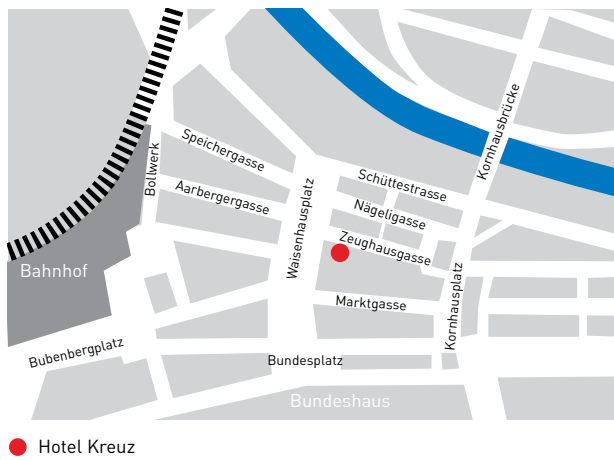 Kornhausbrücke
Speichergasse
Bollwerk
Schüttestrasse
Aarbergergasse
Nägeligasse
Waisenhausplatz
Zeughausgasse
Bahnhof
Kornhausplatz
Marktgasse
Bubenbergplatz
Bundesplatz
Bundeshaus
Hotel Kreuz